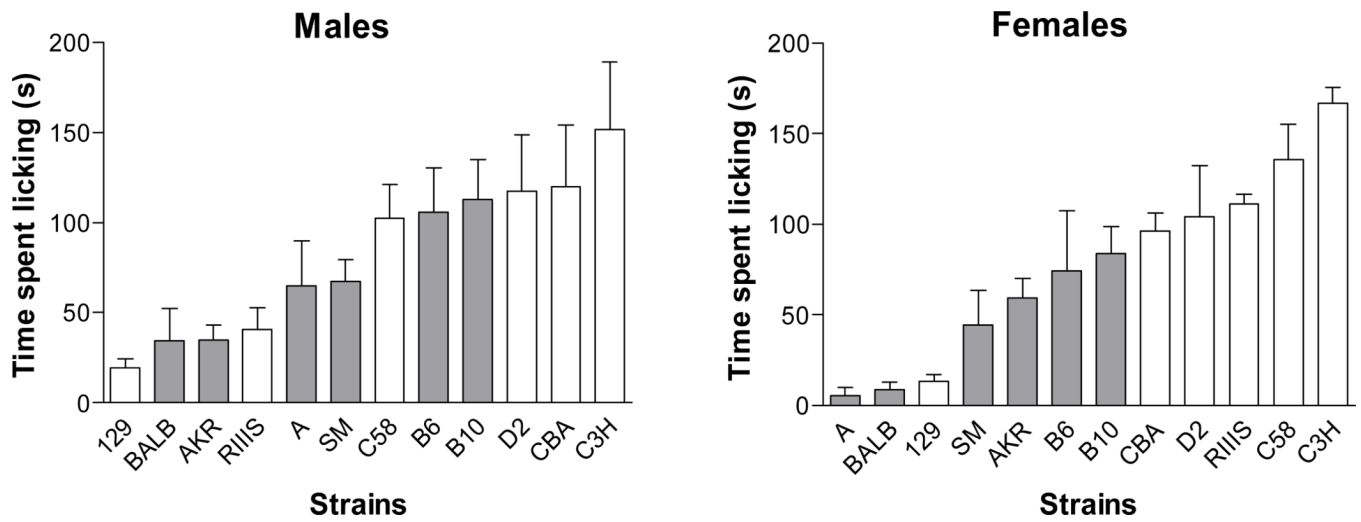 Males
Time spent licking (s)
200
150
100
50
0
129
BALB
AKR
RIIIS
A
SM
C58
B6
B10
D2
CBA
C3H
Strains
Females
Time spent licking (s)
200
150
100
50
0
A
BALB
129
SM
AKR
B6
B10
CBA
D2
RIIIS
C58
C3H
Strains